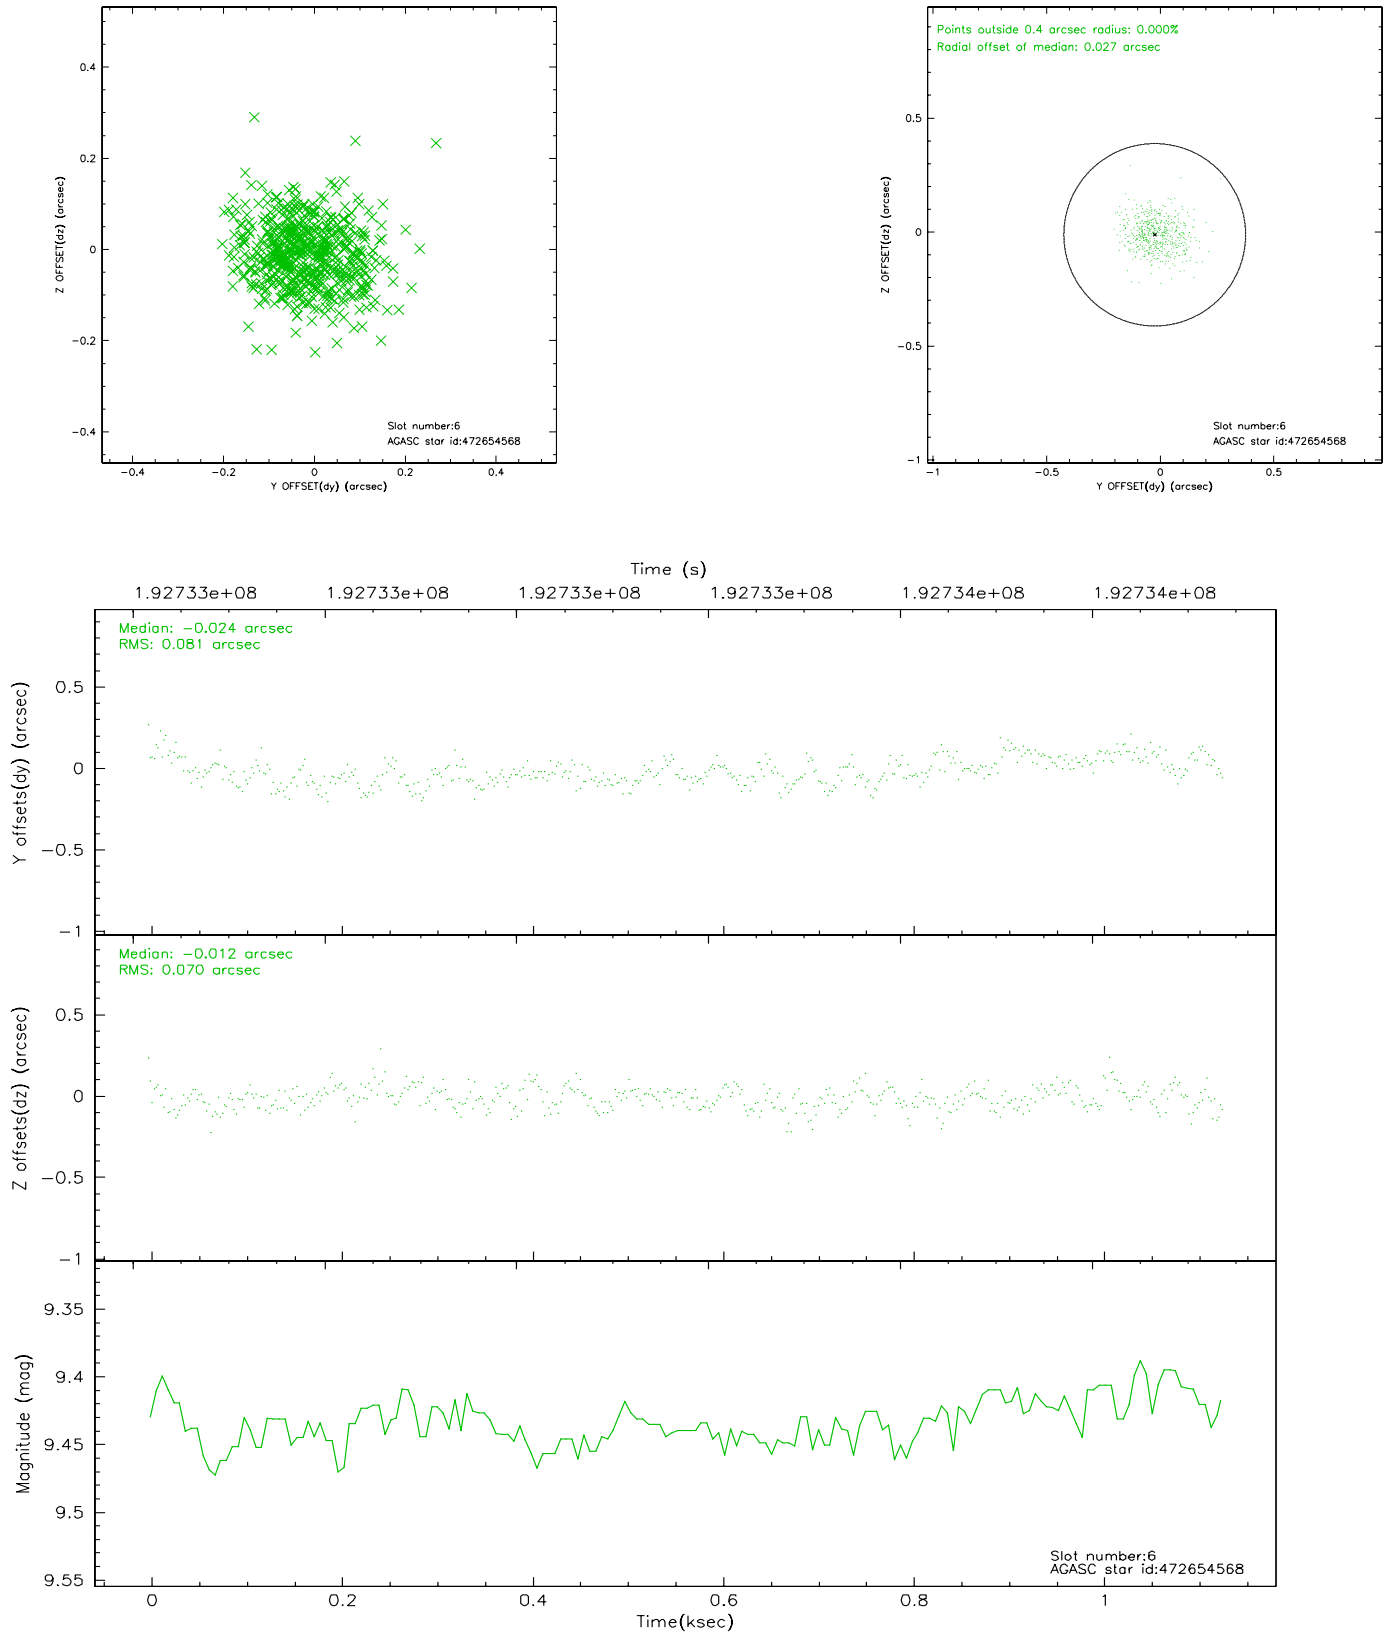 0.4
0.2
0
−0.2
−0.4
Z OFFSET(dz) (arcsec)
Slot number:6
AGASC star id:472654568
−0.4
−0.2
0
0.2
0.4
Y OFFSET(dy) (arcsec)
Points outside 0.4 arcsec radius: 0.000%
Radial offset of median: 0.027 arcsec
0.5
0
−0.5
−1
Z OFFSET(dz) (arcsec)
Slot number:6
AGASC star id:472654568
−1
−0.5
0
0.5
Y OFFSET(dy) (arcsec)
Time (s)
1.92733e+08
1.92733e+08
1.92733e+08
1.92733e+08
1.92734e+08
1.92734e+08
Median: −0.024 arcsec
RMS: 0.081 arcsec
0.5
0
−0.5
−1
Y offsets(dy) (arcsec)
Median: −0.012 arcsec
RMS: 0.070 arcsec
0.5
0
−0.5
−1
Z offsets(dz) (arcsec)
9.35
9.4
9.45
9.5
9.55
Magnitude (mag)
Slot number:6
AGASC star id:472654568
0
0.2
0.4
0.6
0.8
1
Time(ksec)